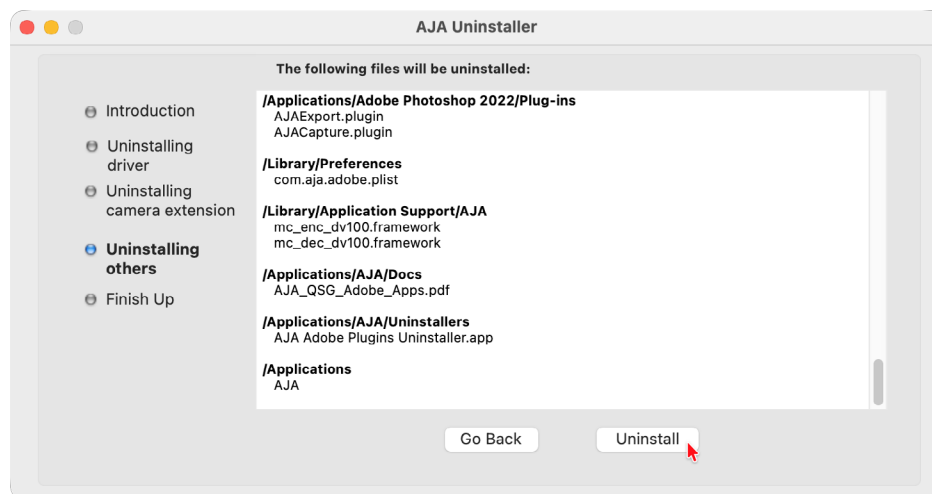 AJA Uninstaller
The following files will be uninstalled:
Introduction
Uninstalling
driver
Uninstalling
camera extension
Uninstalling
others
Finish Up
/Applications/Adobe Photoshop 2022/Plug-ins
AJAExport.plugin
AJACapture.plugin
/Library/Preferences
com.aja.adobe.plist
/Library/Application Support/AJA
mc_enc_dv100.framework
mc_dec_dv100.framework
/Applications/AJA/Docs
AJA_QSG_Adobe_Apps.pdf
/Applications/AJA/Uninstallers
AJA Adobe Plugins Uninstaller.app
/Applications
AJA
Go Back
Uninstall